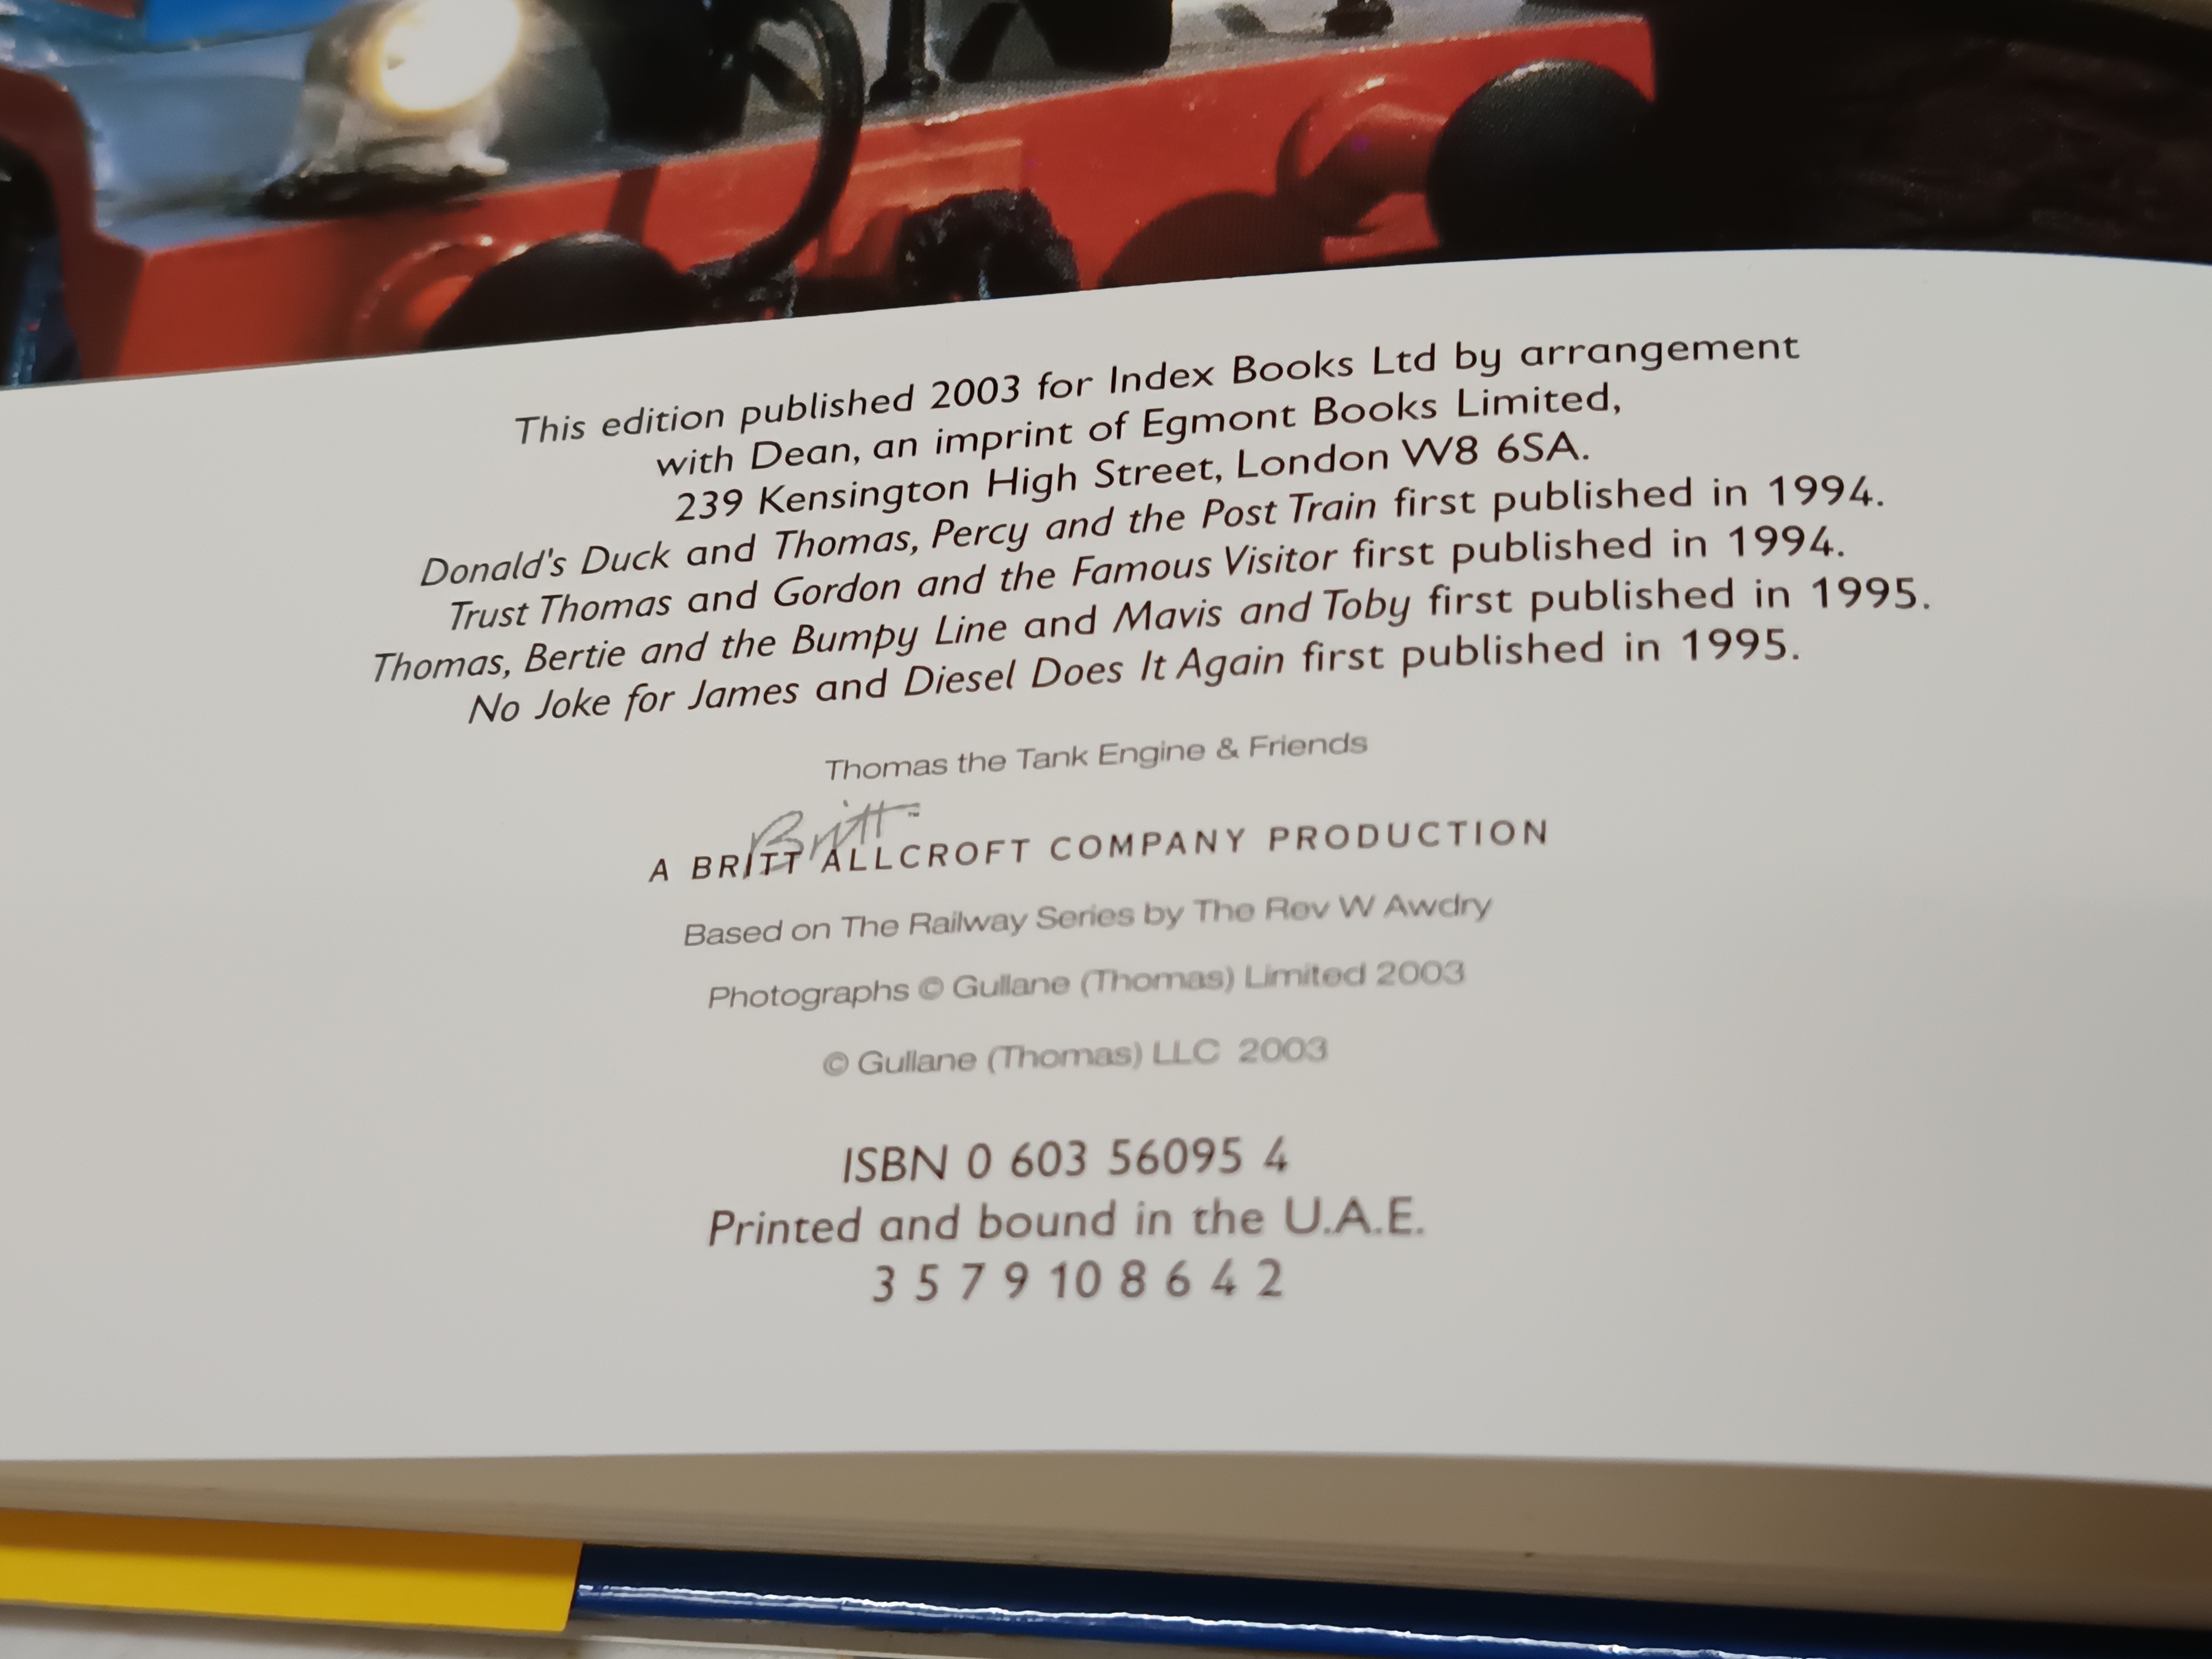 This edition published 2003 for Index Books Ltd by arrangement
with Dean, an imprint of Egmont Books Limited,
239 Kensington High Street, London W8 6SA.
Donald's Duck and Thomas, Percy and the Post Train first published in 1994.
Trust Thomas and Gordon and the Famous Visitor first published in 1994.
Thomas, Bertie and the Bumpy Line and Mavis and Toby first published in 1995.
No Joke for James and Diesel Does It Again first published in 1995.
Thomas the Tank Engine & Friends
Britt™
A BRITT ALLCROFT COMPANY PRODUCTION
Based on The Railway Series by The Rev W Awdry
Photographs © Gullane (Thomas) Limited 2003
© Gullane (Thomas) LLC 2003
ISBN 0 603 56095 4
Printed and bound in the U.A.E.
3 5 7 9 10 8 6 4 2